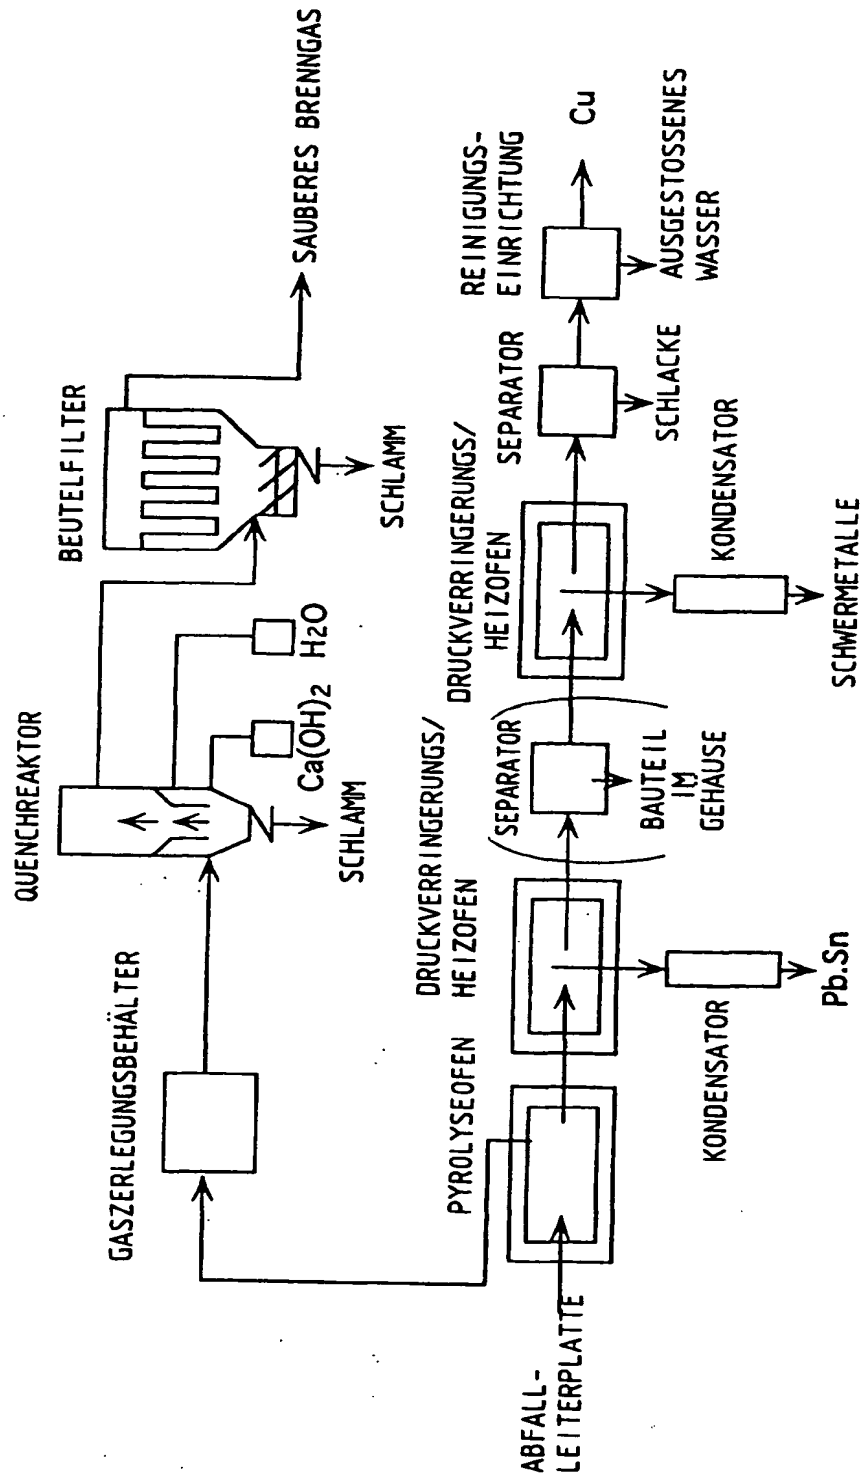 QUENCHREAKTOR
BEUTELFILTER
SAUBERES BRENNGAS
GASZERLEGUNGSBEHÄLTER
H2O
Ca(OH)2
SCHLAMM
SCHLAMM
ABFALL-
LEITERPLATTE
PYROLYSEOFEN
DRUCKVERRINGERUNGS/
HEIZOFEN
KONDENSATOR
Pb.Sn
SEPARATOR
BAUTEIL
IM
GEHAUSE
DRUCKVERRINGERUNGS/
HEIZOFEN
KONDENSATOR
SCHWERMETALLE
SEPARATOR
SCHLACKE
REINIGUNGS-
EINRICHTUNG
Cu
AUSGESTOSSENES
WASSER